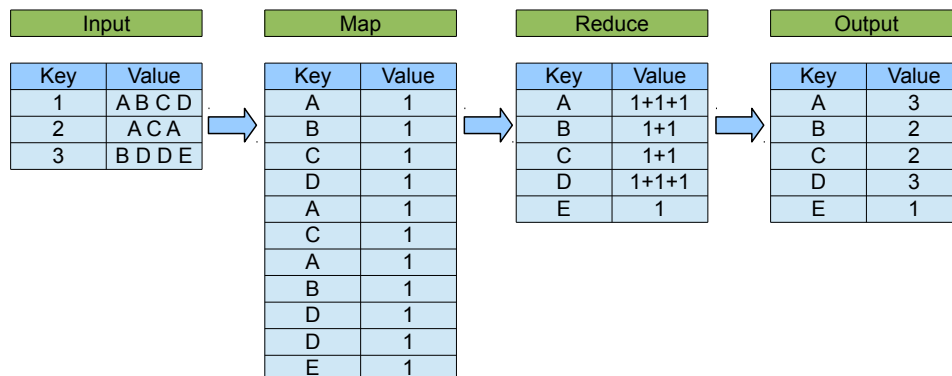 Input
Key Value
1 A B C D
2 A C A
3 B D D E
Map
Key Value
A 1
B 1
C 1
D 1
A 1
C 1
A 1
B 1
D 1
D 1
E 1
Reduce
Key Value
A 1+1+1
B 1+1
C 1+1
D 1+1+1
E 1
Output
Key Value
A 3
B 2
C 2
D 3
E 1